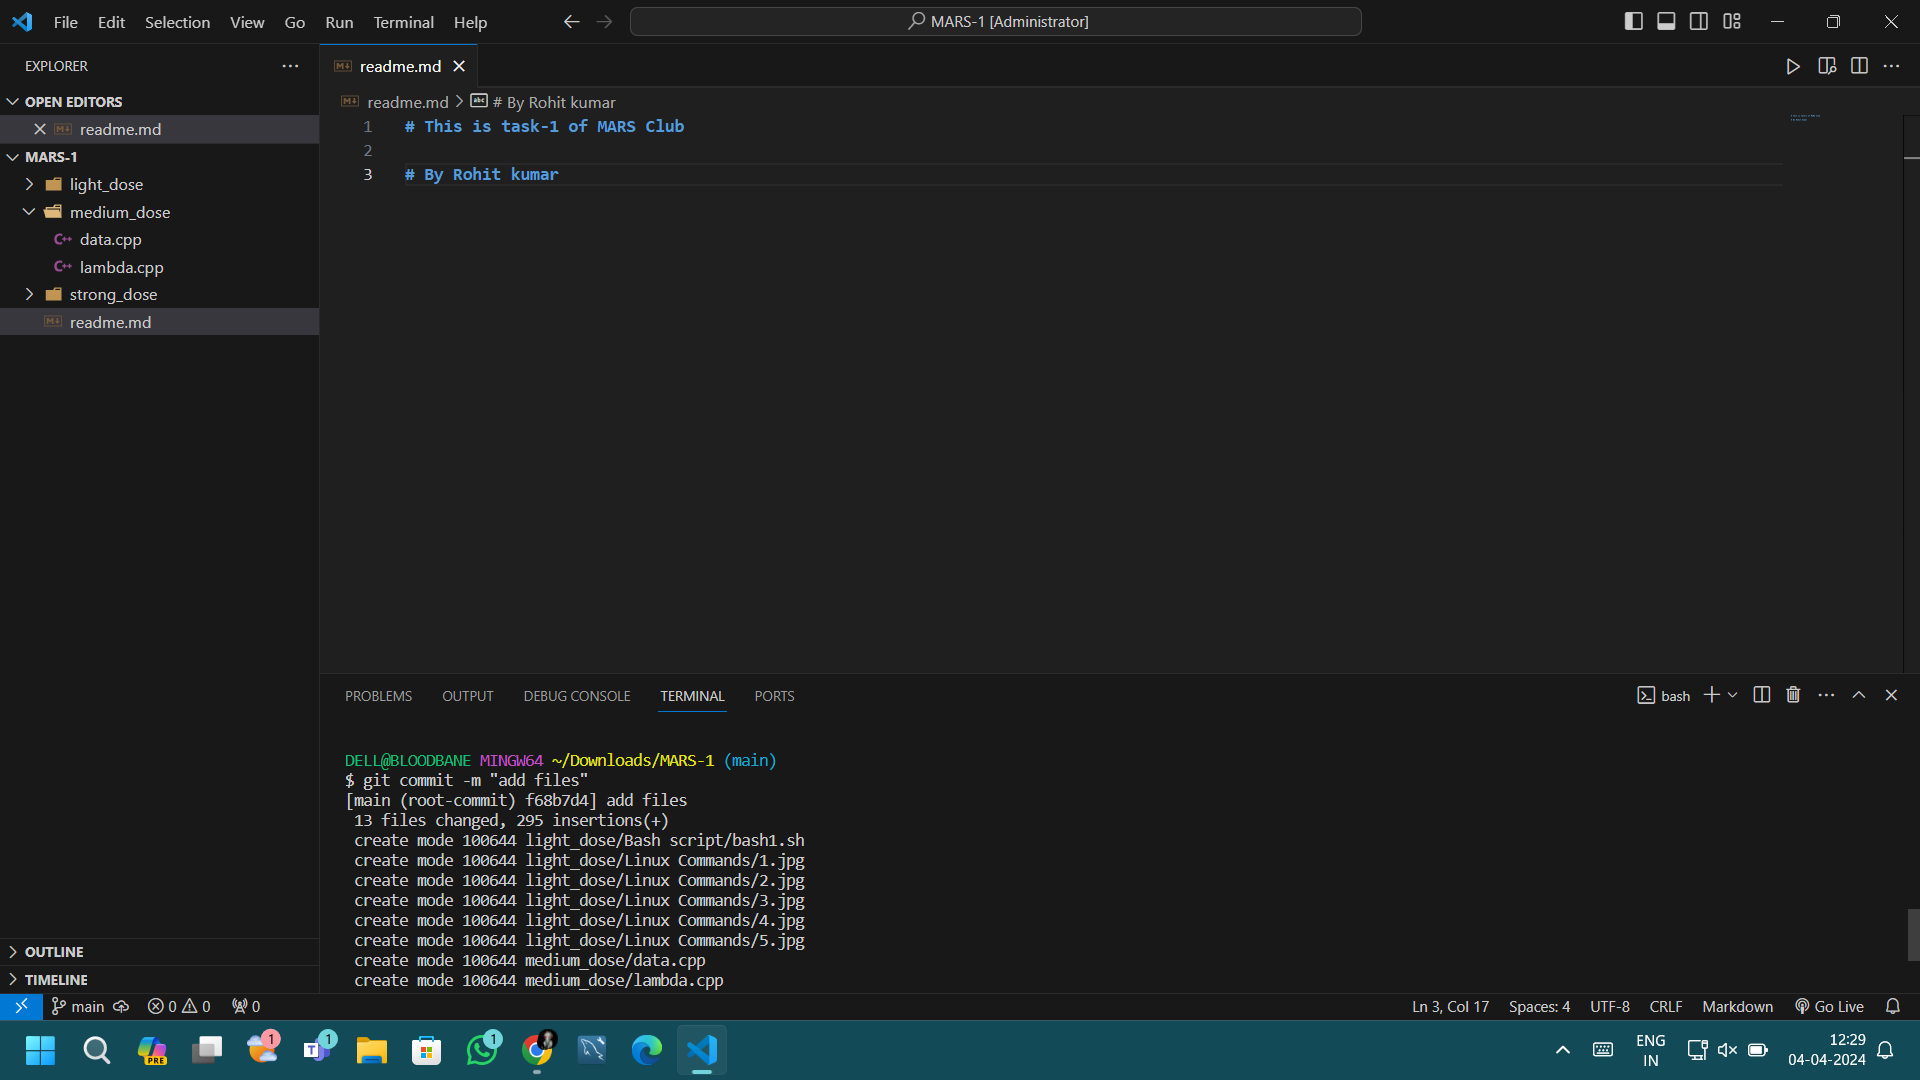 File Edit Selection View Go Run Terminal Help
MARS-1 [Administrator]
EXPLORER
OPEN EDITORS
readme.md
MARS-1
light_dose
medium_dose
data.cpp
lambda.cpp
strong_dose
readme.md
OUTLINE
TIMELINE
readme.md
readme.md > # By Rohit kumar
1 # This is task-1 of MARS Club
2
3 # By Rohit kumar
PROBLEMS OUTPUT DEBUG CONSOLE TERMINAL PORTS
bash
DELL@BLOODBANE MINGW64 ~/Downloads/MARS-1 (main)
$ git commit -m "add files"
[main (root-commit) f68b7d4] add files
13 files changed, 295 insertions(+)
create mode 100644 light_dose/Bash script/bash1.sh
create mode 100644 light_dose/Linux Commands/1.jpg
create mode 100644 light_dose/Linux Commands/2.jpg
create mode 100644 light_dose/Linux Commands/3.jpg
create mode 100644 light_dose/Linux Commands/4.jpg
create mode 100644 light_dose/Linux Commands/5.jpg
create mode 100644 medium_dose/data.cpp
create mode 100644 medium_dose/lambda.cpp
main 0 0 0 Ln 3, Col 17 Spaces: 4 UTF-8 CRLF Markdown Go Live
PRE 1 1 1
ENG
IN
12:29
04-04-2024